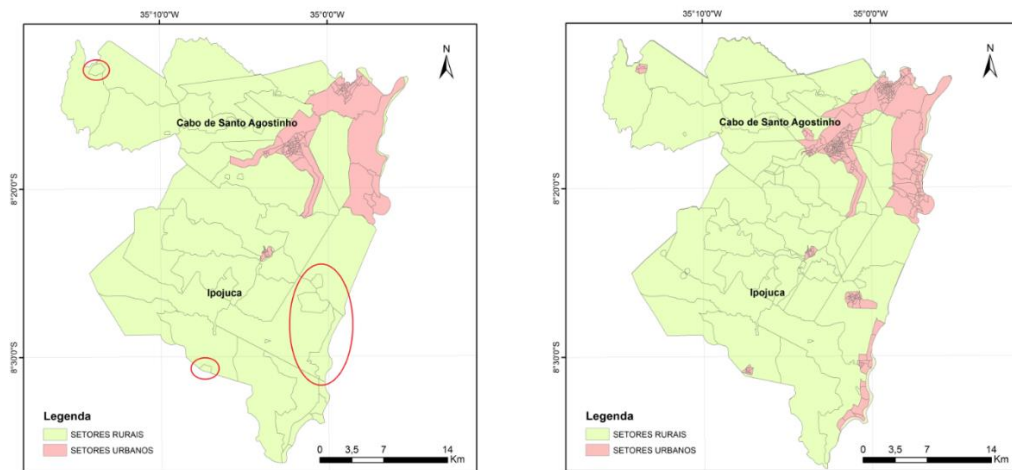 35°10'0"W 35°0'0"W
N
Cabo de Santo Agostinho
8°20'0"S
Ipojuca
8°30'0"S
Legenda
SETORES RURAIS
SETORES URBANOS
0 3,5 7 14
Km
35°10'0"W 35°0'0"W
N
Cabo de Santo Agostinho
8°20'0"S
Ipojuca
8°30'0"S
Legenda
SETORES RURAIS
SETORES URBANOS
0 3,5 7 14
Km